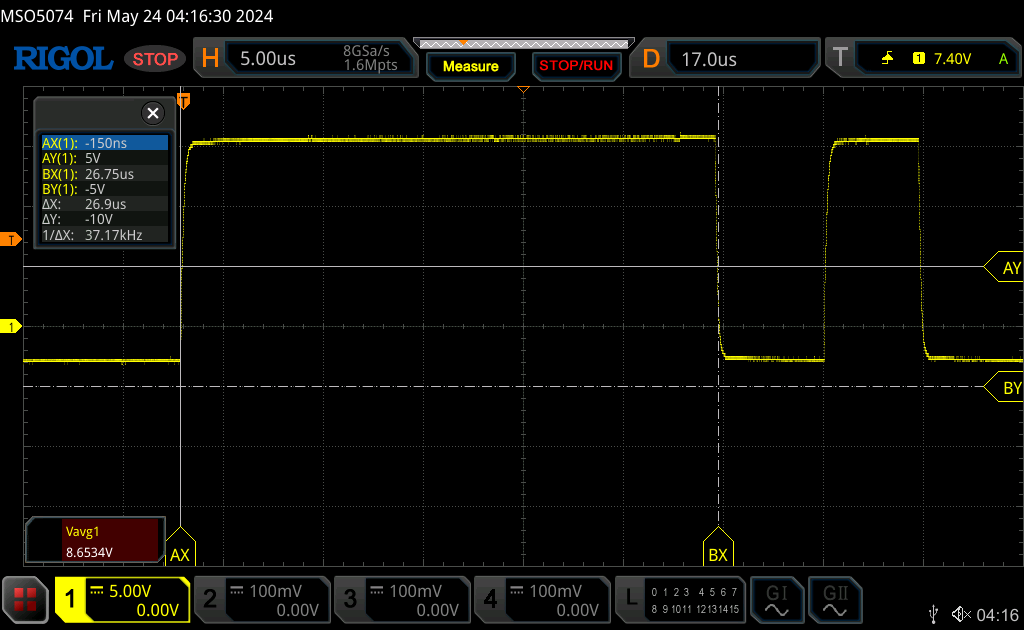 MSO5074 Fri May 24 04:16:30 2024
RIGOL STOP H 5.00us 8GSa/s 1.6Mpts Measure STOP/RUN D 17.0us T 1 7.40V A
T
AX(1): -150ns
AY(1): 5V
BX(1): 26.75us
BY(1): -5V
ΔX: 26.9us
ΔY: -10V
1/ΔX: 37.17kHz
T
AY
1
BY
Vavg1
8.6534V
AX
BX
1 5.00V 0.00V
2 100mV 0.00V
3 100mV 0.00V
4 100mV 0.00V
L 0 1 2 3 4 5 6 7
8 9 10 11 12 13 14 15
GI
GII
04:16